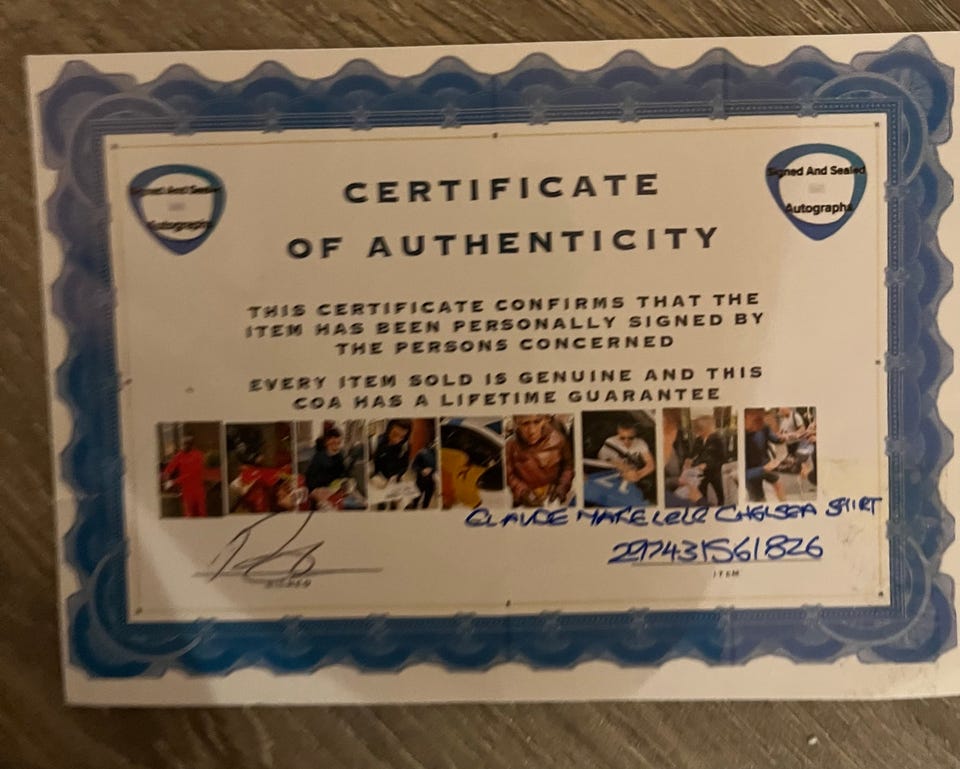 Signed And Sealed
Autographs
Signed And Sealed
Autographs
CERTIFICATE
OF AUTHENTICITY
THIS CERTIFICATE CONFIRMS THAT THE
ITEM HAS BEEN PERSONALLY SIGNED BY
THE PERSONS CONCERNED
EVERY ITEM SOLD IS GENUINE AND THIS
COA HAS A LIFETIME GUARANTEE
CLAUDE MAKELELE CHELSEA SHIRT
297431561826
SIGNED
ITEM